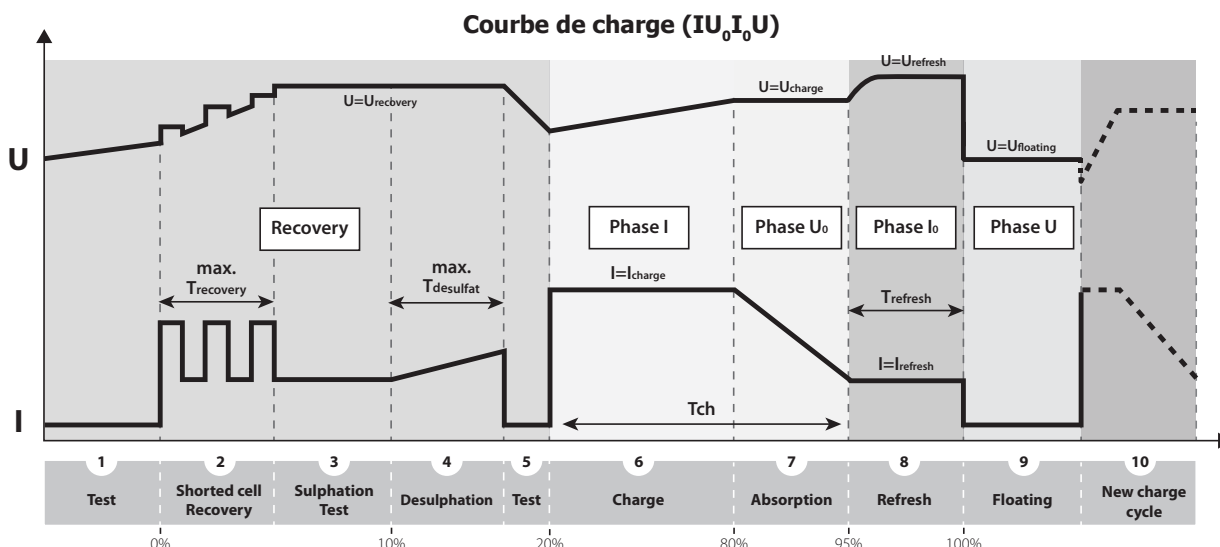 Courbe de charge (IU₀I₀U)
U=Urefresh
U=Ucharge
U=Urecovery
U=Ufloating
U
Recovery
Phase I
Phase U₀
Phase I₀
Phase U
max.
Trecovery
max.
Tdesulfat
I=Icharge
Trefresh
I=Irefresh
Tch
I
1
2
3
4
5
6
7
8
9
10
Test
Shorted cell
Recovery
Sulphation
Test
Desulphation
Test
Charge
Absorption
Refresh
Floating
New charge
cycle
0%
10%
20%
80%
95%
100%